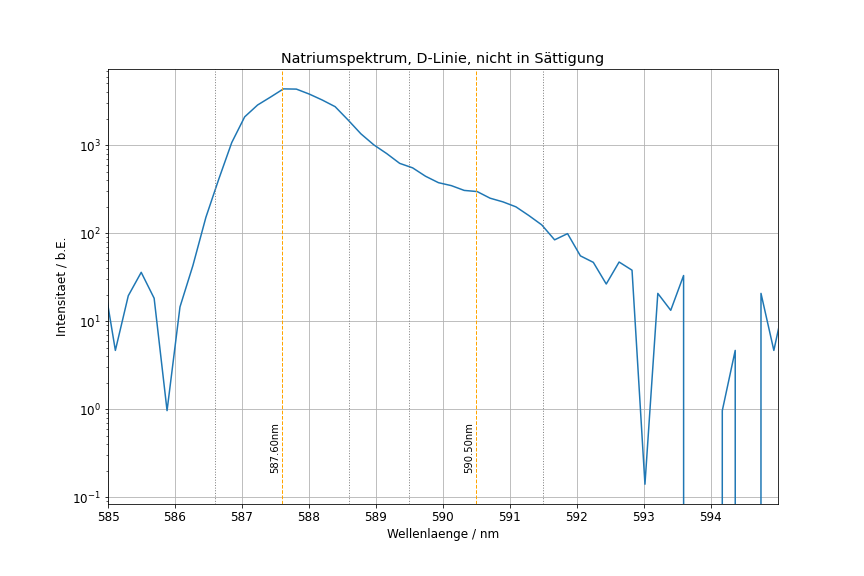 Natriumspektrum, D-Linie, nicht in Sättigung
Intensitaet / b.E.
10³
10²
10¹
10⁰
10⁻¹
587.60nm
590.50nm
585 586 587 588 589 590 591 592 593 594
Wellenlaenge / nm